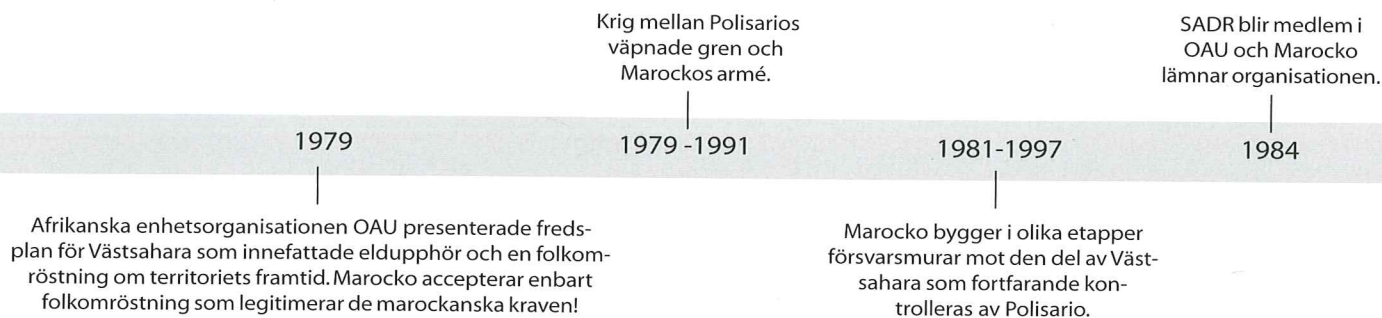 Krig mellan Polisarios
väpnade gren och
Marockos armé.
SADR blir medlem i
OAU och Marocko
lämnar organisationen.
1979
1979 -1991
1981-1997
1984
Afrikanska enhetsorganisationen OAU presenterade freds-
plan för Västsahara som innefattade eldupphör och en folkom-
röstning om territoriets framtid. Marocko accepterar enbart
folkomröstning som legitimerar de marockanska kraven!
Marocko bygger i olika etapper
försvarsmurar mot den del av Väst-
sahara som fortfarande kon-
trolleras av Polisario.